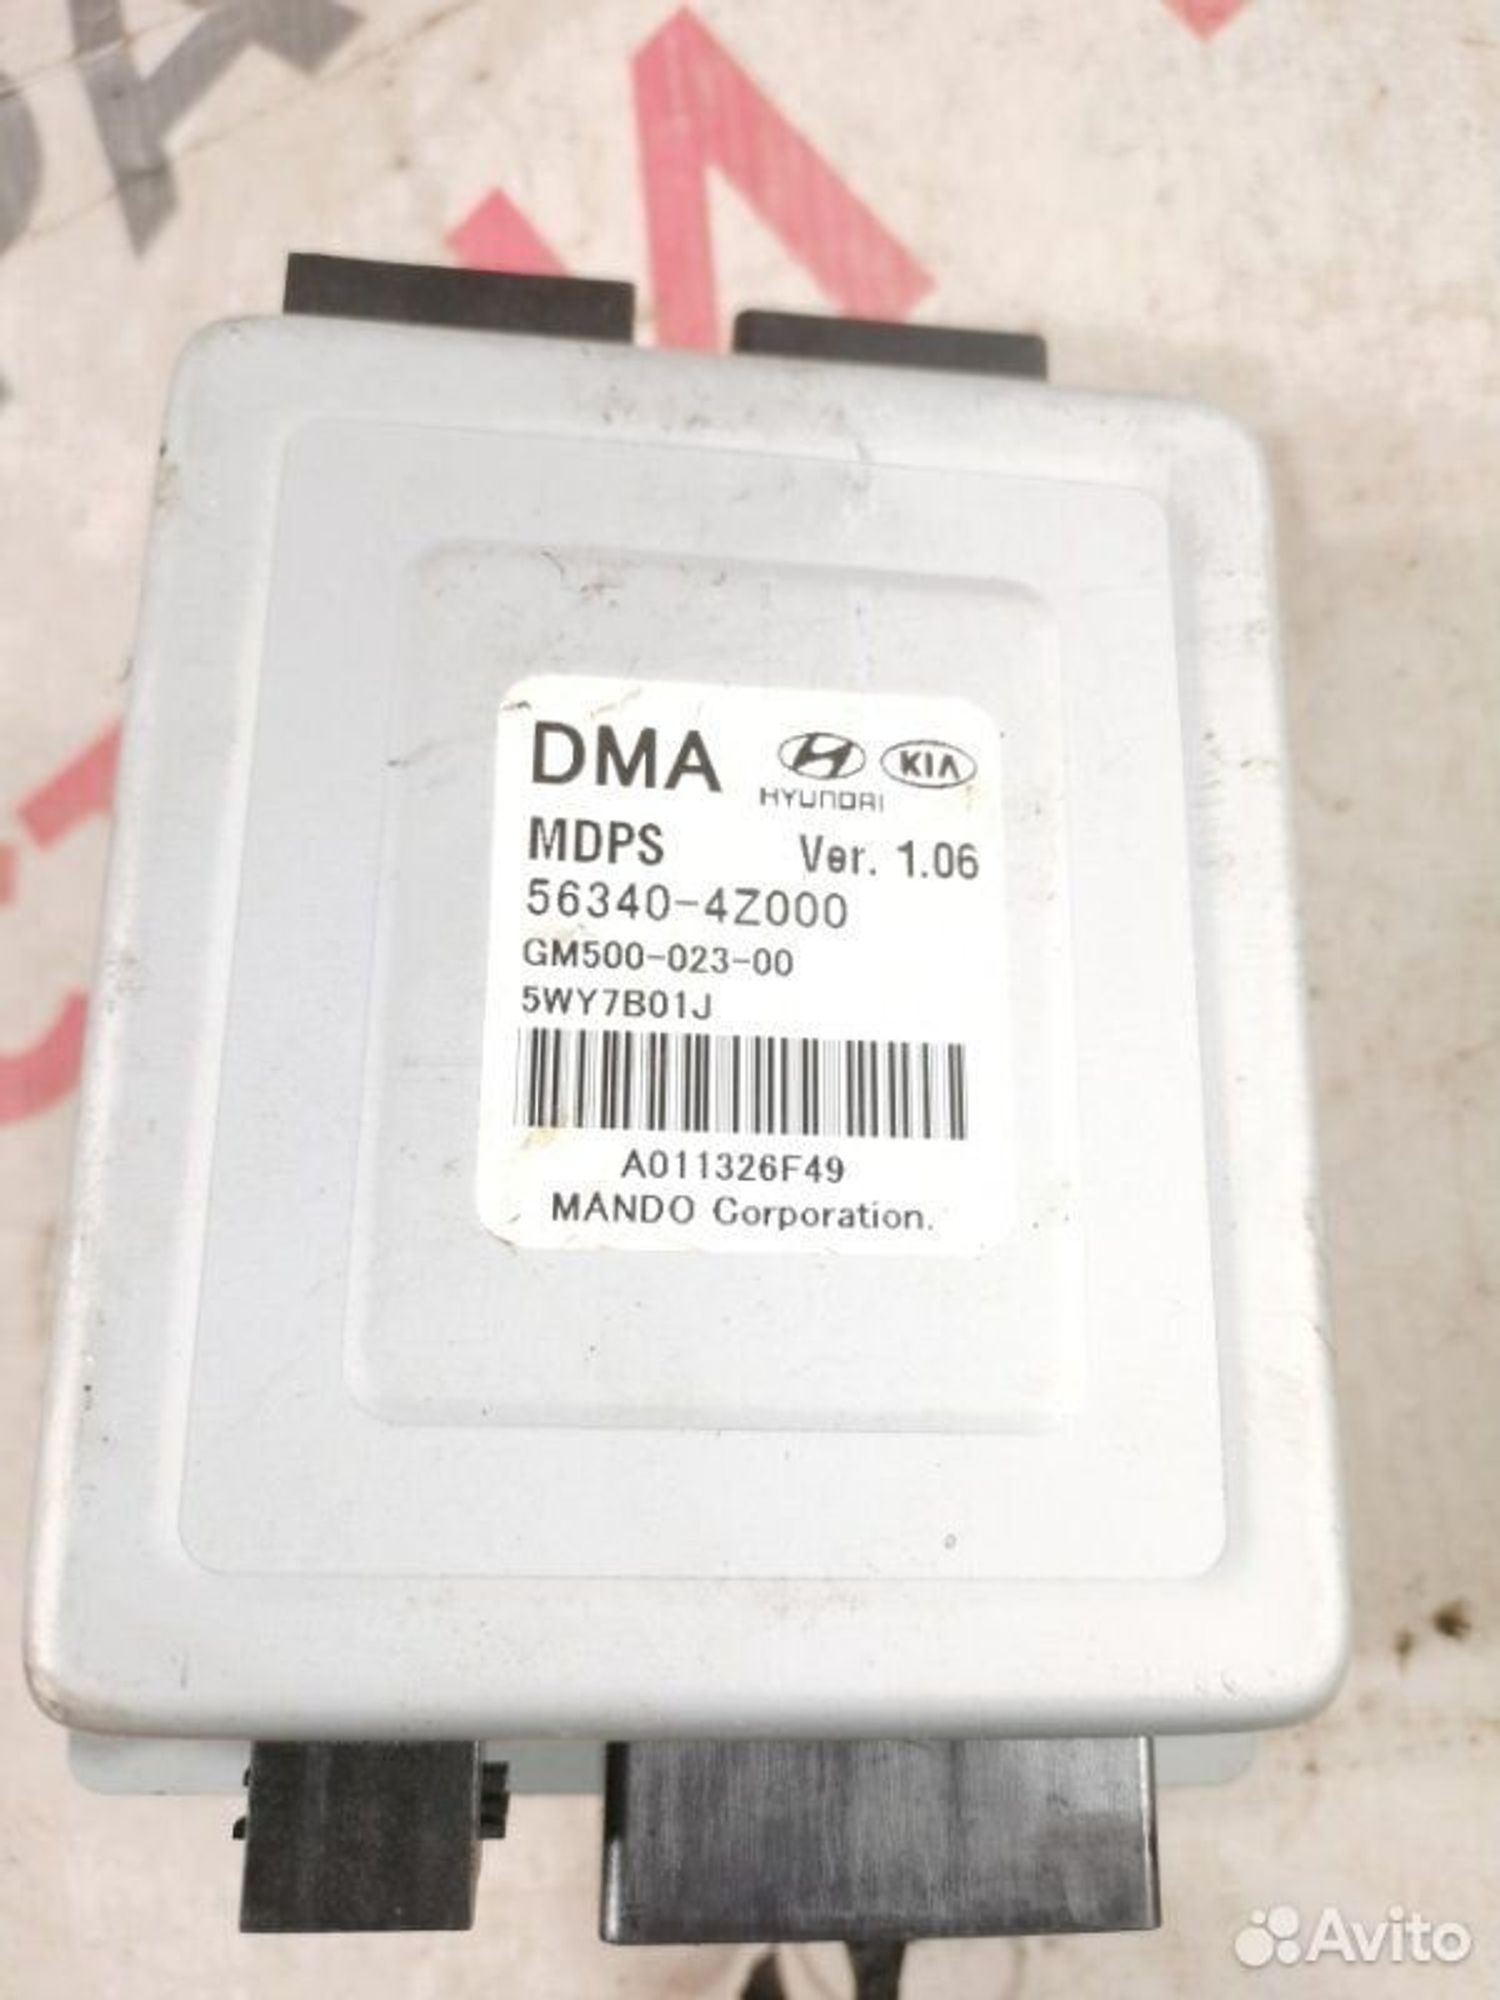 DMA HYUNDAI KIA
MDPS Ver. 1.06
56340-4Z000
GM500-023-00
5WY7B01J
A011326F49
MANDO Corporation.
Avito